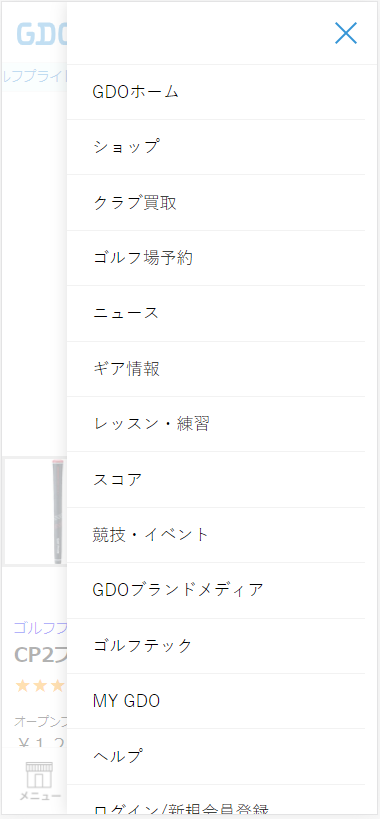 GDO
GDOホーム
ショップ
クラブ買取
ゴルフ場予約
ニュース
ギア情報
レッスン・練習
スコア
競技・イベント
GDOブランドメディア
ゴルフテック
MY GDO
ヘルプ
ログイン/新規会員登録
ルフプライ
ゴルフプ
CP2フ
オープンフ
¥12
メニュー